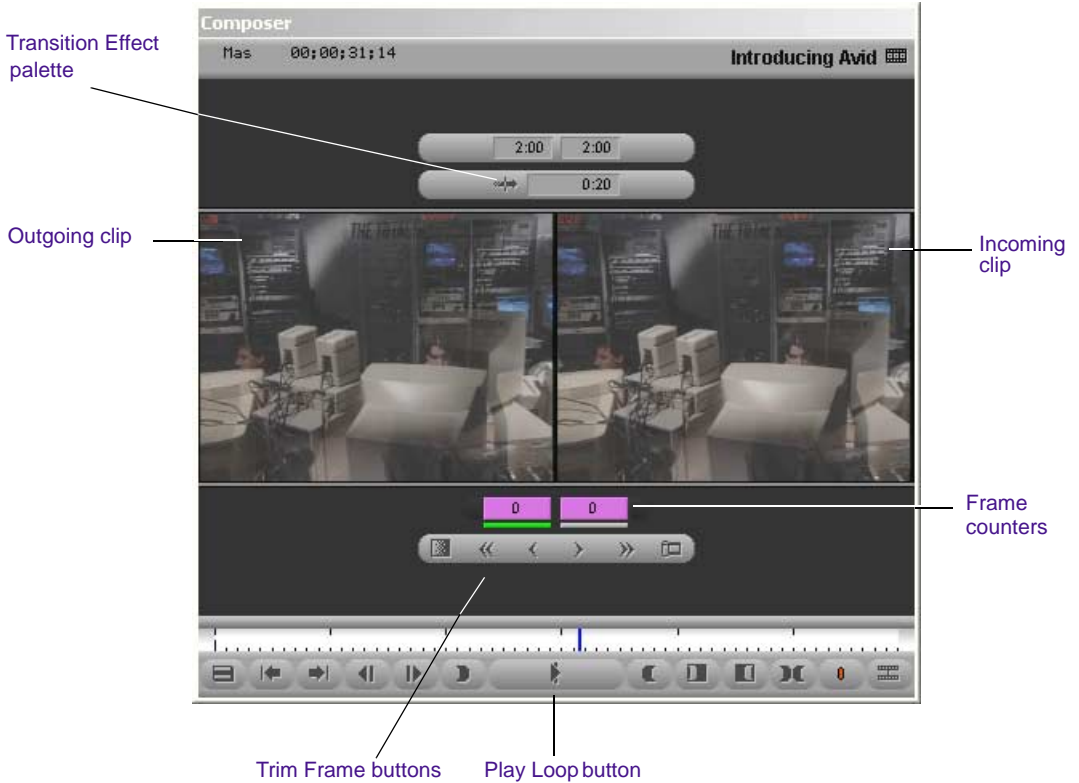 Composer
Mas 00;00;31;14
Introducing Avid
Transition Effect
palette
2:00 2:00
0:20
Outgoing clip
Incoming
clip
0 0
Frame
counters
Trim Frame buttons
Play Loop button